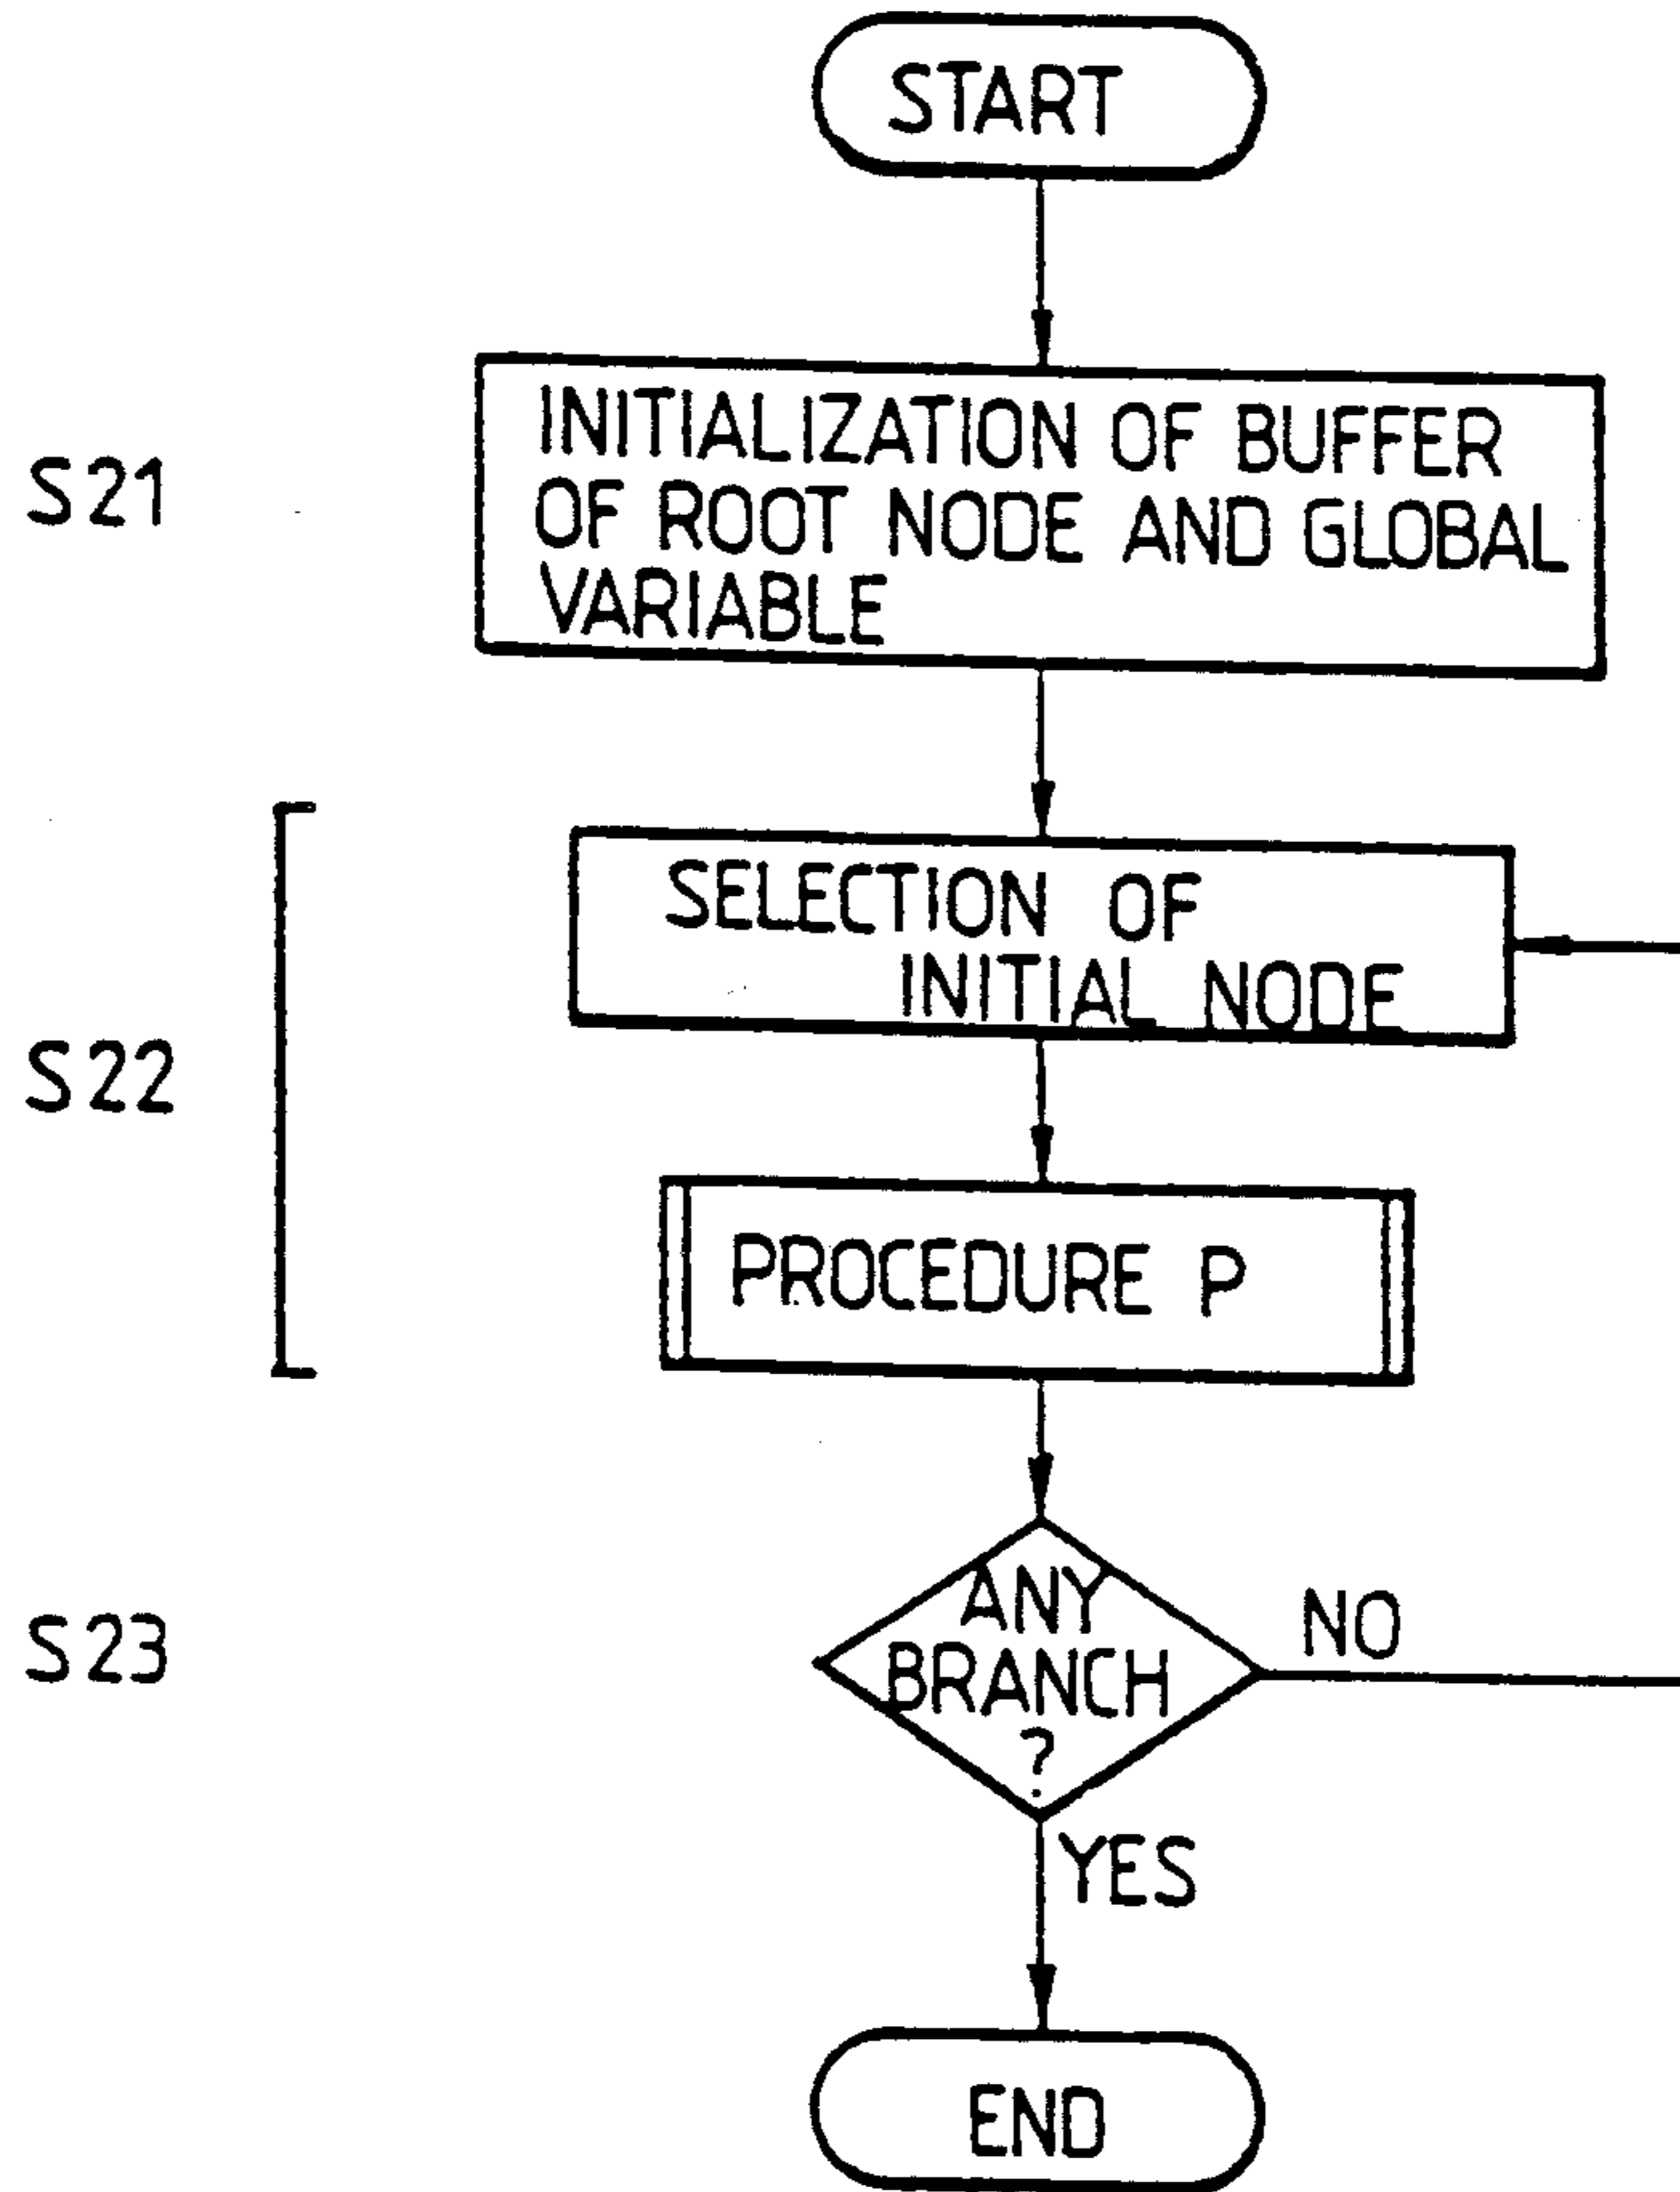 START
S21
INITIALIZATION OF BUFFER
OF ROOT NODE AND GLOBAL
VARIABLE
S22
SELECTION OF
INITIAL NODE
PROCEDURE P
S23
ANY
BRANCH
?
NO
YES
END